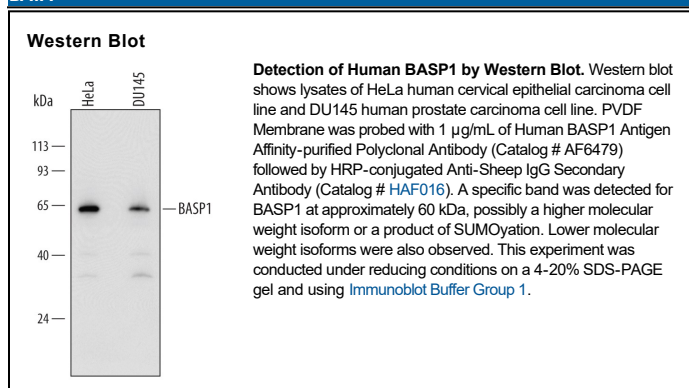 Western Blot
HeLa
DU145
kDa
113
93
65
BASP1
40
24
Detection of Human BASP1 by Western Blot. Western blot
shows lysates of HeLa human cervical epithelial carcinoma cell
line and DU145 human prostate carcinoma cell line. PVDF
Membrane was probed with 1 µg/mL of Human BASP1 Antigen
Affinity-purified Polyclonal Antibody (Catalog # AF6479)
followed by HRP-conjugated Anti-Sheep IgG Secondary
Antibody (Catalog # HAF016). A specific band was detected for
BASP1 at approximately 60 kDa, possibly a higher molecular
weight isoform or a product of SUMOyation. Lower molecular
weight isoforms were also observed. This experiment was
conducted under reducing conditions on a 4-20% SDS-PAGE
gel and using Immunoblot Buffer Group 1.